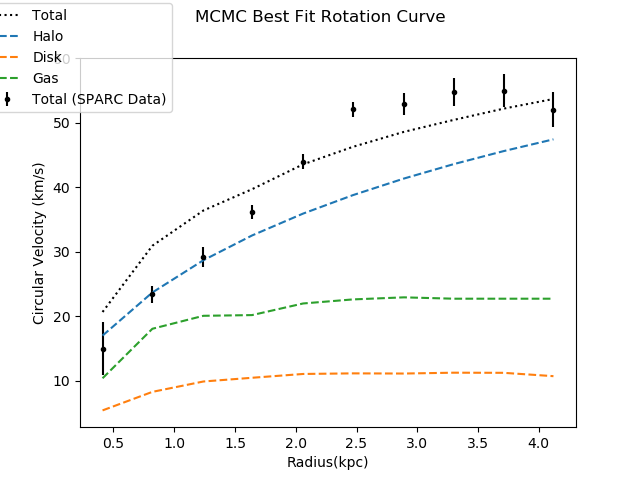 MCMC Best Fit Rotation Curve
Total
Halo
Disk
Gas
Total (SPARC Data)
60
50
40
30
20
10
Circular Velocity (km/s)
0.5 1.0 1.5 2.0 2.5 3.0 3.5 4.0
Radius(kpc)